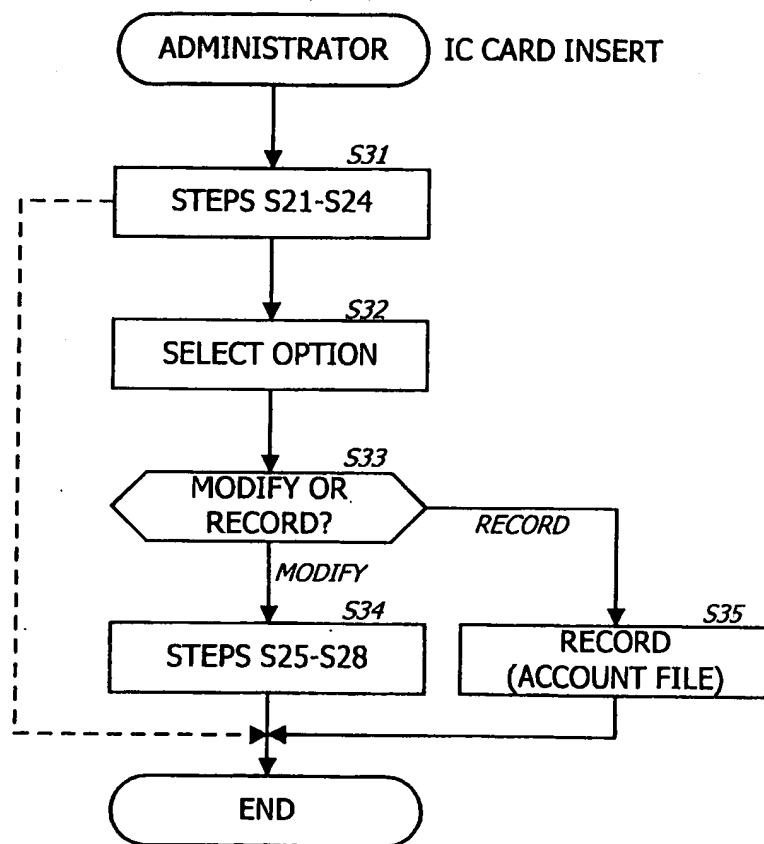 ADMINISTRATOR IC CARD INSERT
S31
STEPS S21-S24
S32
SELECT OPTION
S33
MODIFY OR
RECORD?
RECORD
MODIFY
S34
STEPS S25-S28
S35
RECORD
(ACCOUNT FILE)
END